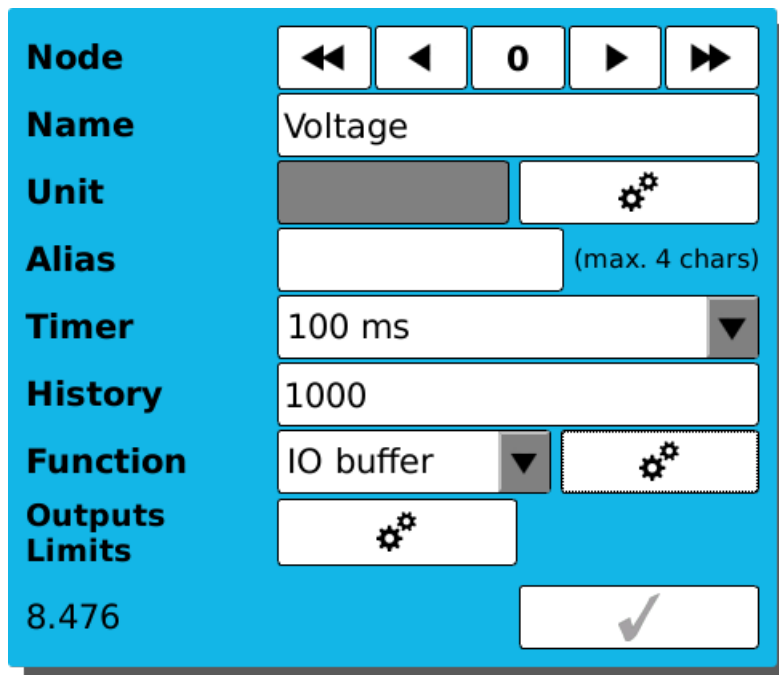 Node 0
Name Voltage
Unit
Alias (max. 4 chars)
Timer 100 ms
History 1000
Function IO buffer
Outputs
Limits
8.476